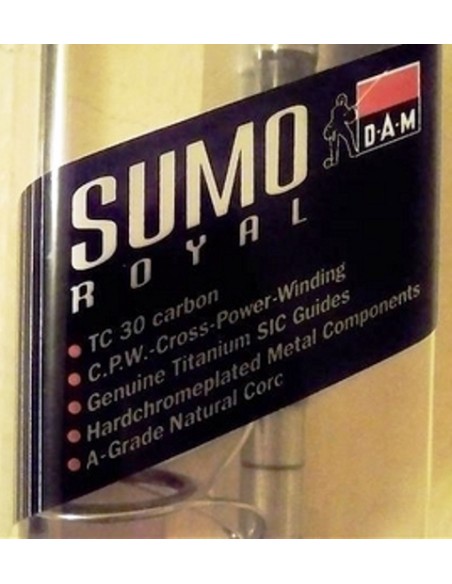 D·A·M
SUMO
ROYAL
• TC 30 carbon
• C.P.W.-Cross-Power-Winding
• Genuine Titanium SIC Guides
• Hardchromeplated Metal Components
• A-Grade Natural Corc